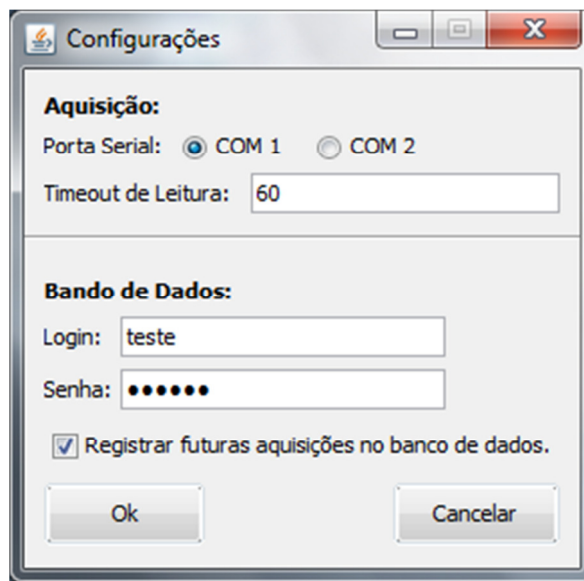 Configurações
Aquisição:
Porta Serial: COM 1 COM 2
Timeout de Leitura: 60
Bando de Dados:
Login: teste
Senha: ••••••
Registrar futuras aquisições no banco de dados.
Ok Cancelar